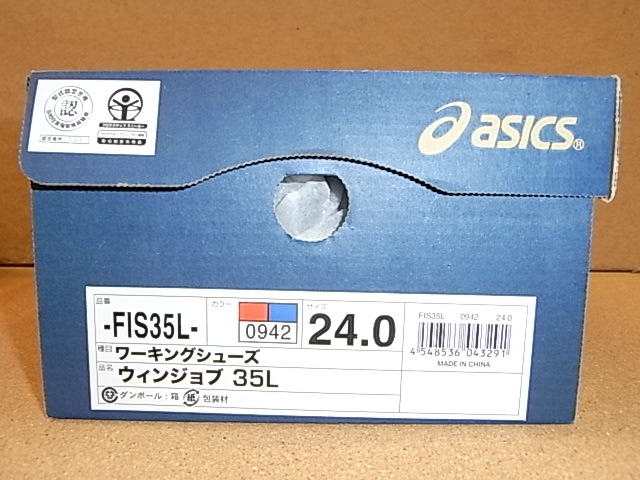 認
asics®
品番
-FIS35L-
カラー
0942
サイズ
24.0
種目
ワーキングシューズ
品名
ウィンジョブ 35L
ダンボール：箱 紙 包装材
FIS35L 0942 24.0
4 548536 043291
MADE IN CHINA